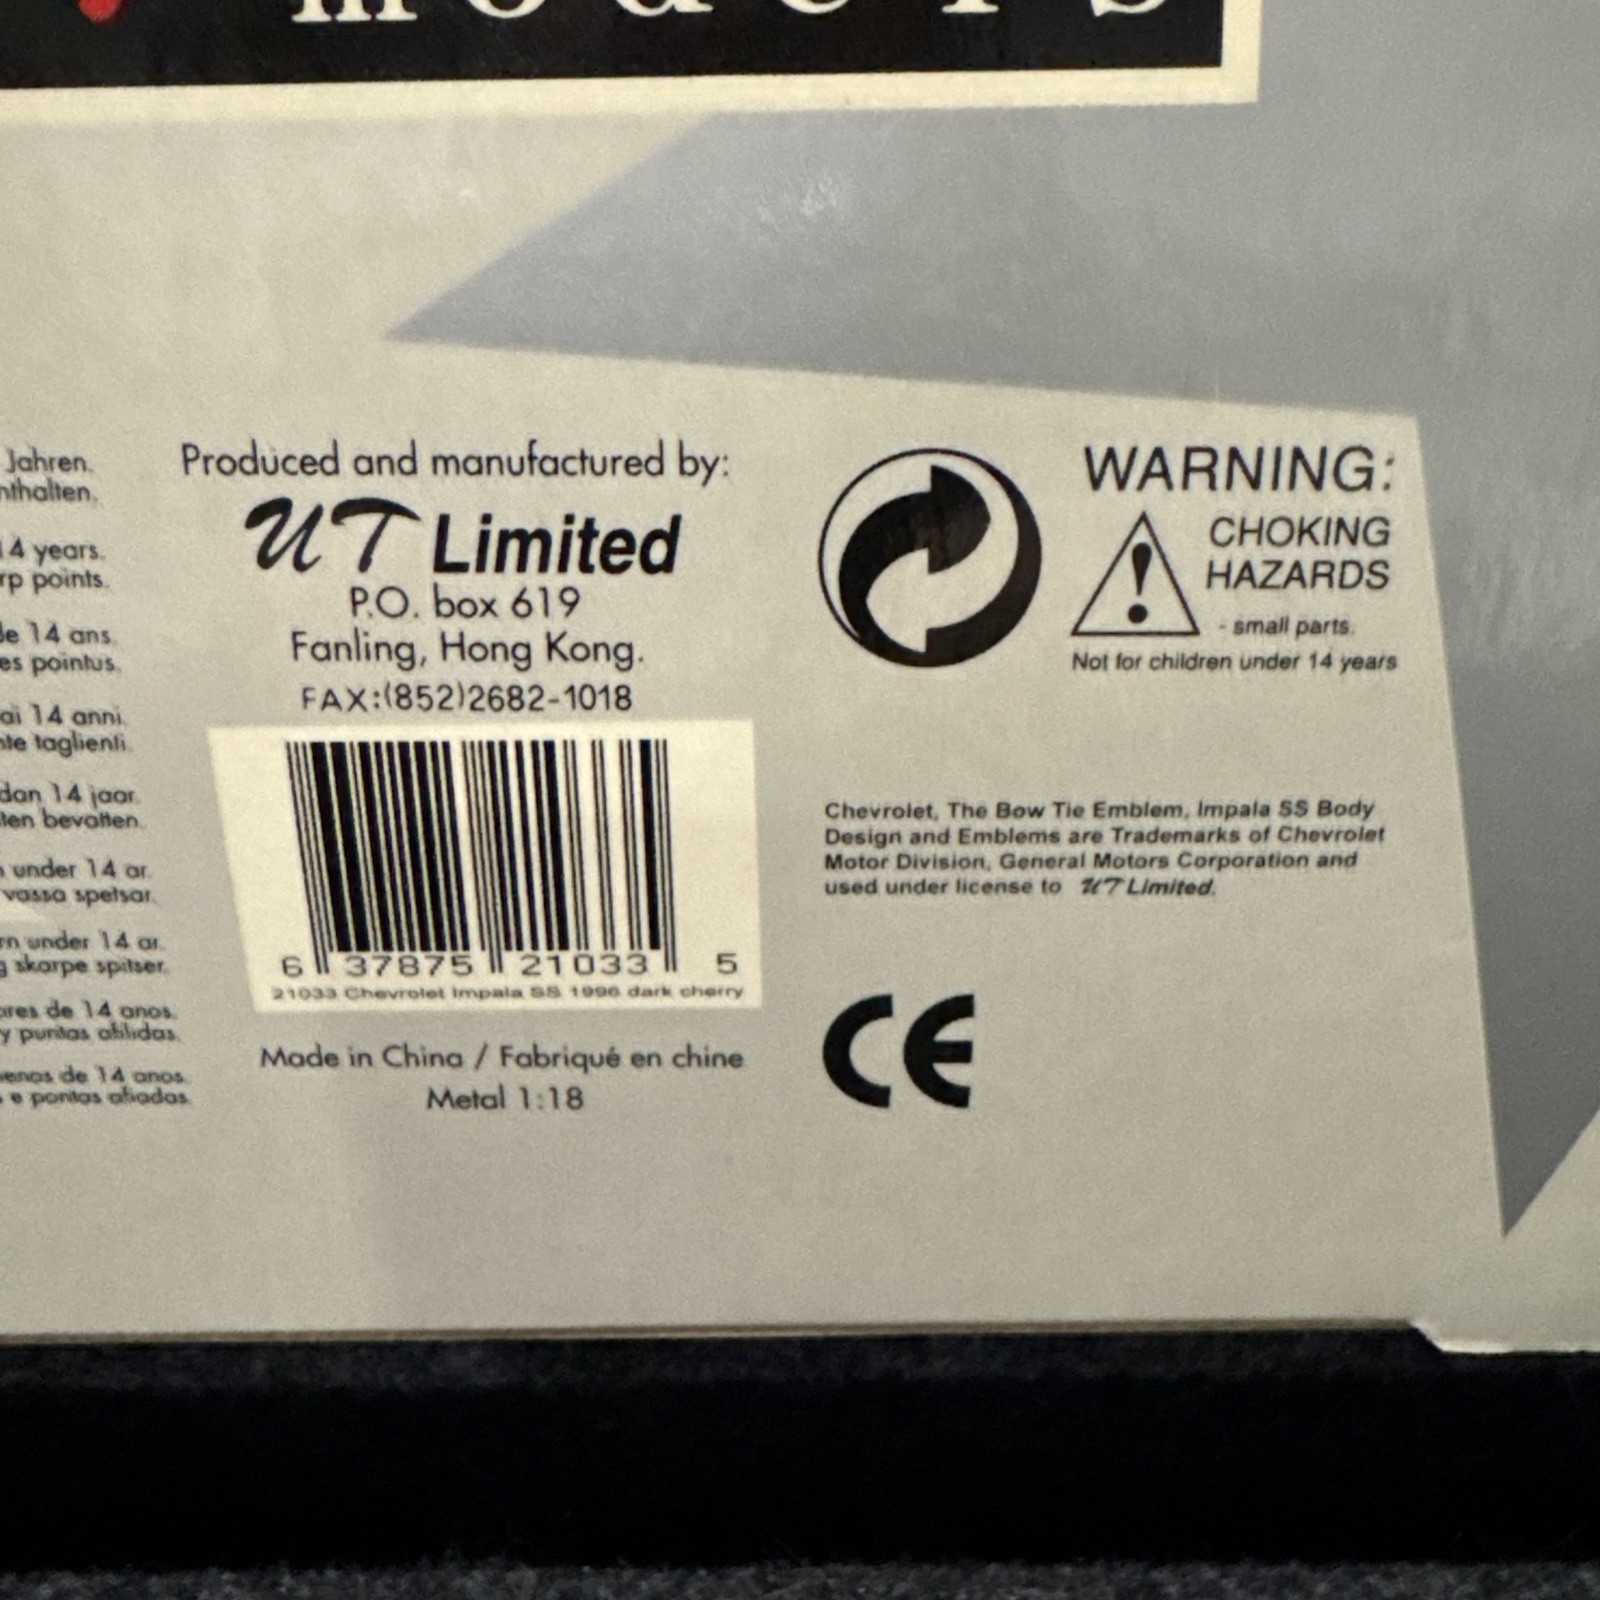 models
Jahren.
nthalten.
14 years.
rp points.
de 14 ans.
es pointus.
ai 14 anni.
nte taglienti.
dan 14 jaar.
ten bevatten.
under 14 ar.
vassa spetsar.
rn under 14 ar.
g skarpe spitser.
ores de 14 anos.
y puntas afilidas.
enos de 14 anos.
s e pontas afiadas.
Produced and manufactured by:
UT Limited
P.O. box 619
Fanling, Hong Kong.
FAX:(852)2682-1018
6 37875 21033 5
21033 Chevrolet Impala SS 1996 dark cherry
Made in China / Fabriqué en chine
Metal 1:18
WARNING:
CHOKING
HAZARDS
- small parts.
Not for children under 14 years
Chevrolet, The Bow Tie Emblem, Impala SS Body
Design and Emblems are Trademarks of Chevrolet
Motor Division, General Motors Corporation and
used under license to UT Limited.
CE